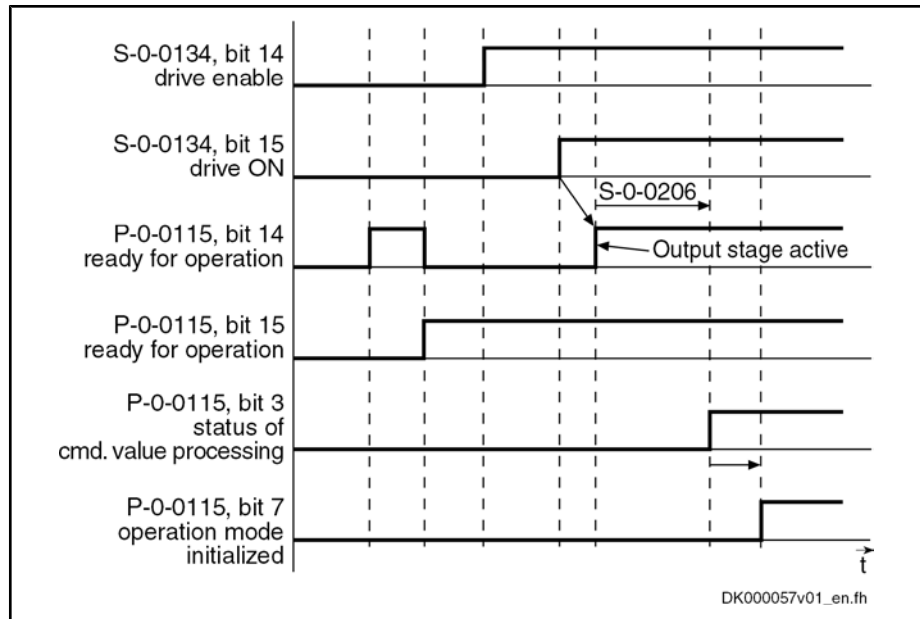 S-0-0134, bit 14
drive enable
S-0-0134, bit 15
drive ON
S-0-0206
P-0-0115, bit 14
ready for operation
Output stage active
P-0-0115, bit 15
ready for operation
P-0-0115, bit 3
status of
cmd. value processing
P-0-0115, bit 7
operation mode
initialized
t
DK000057v01_en.fh